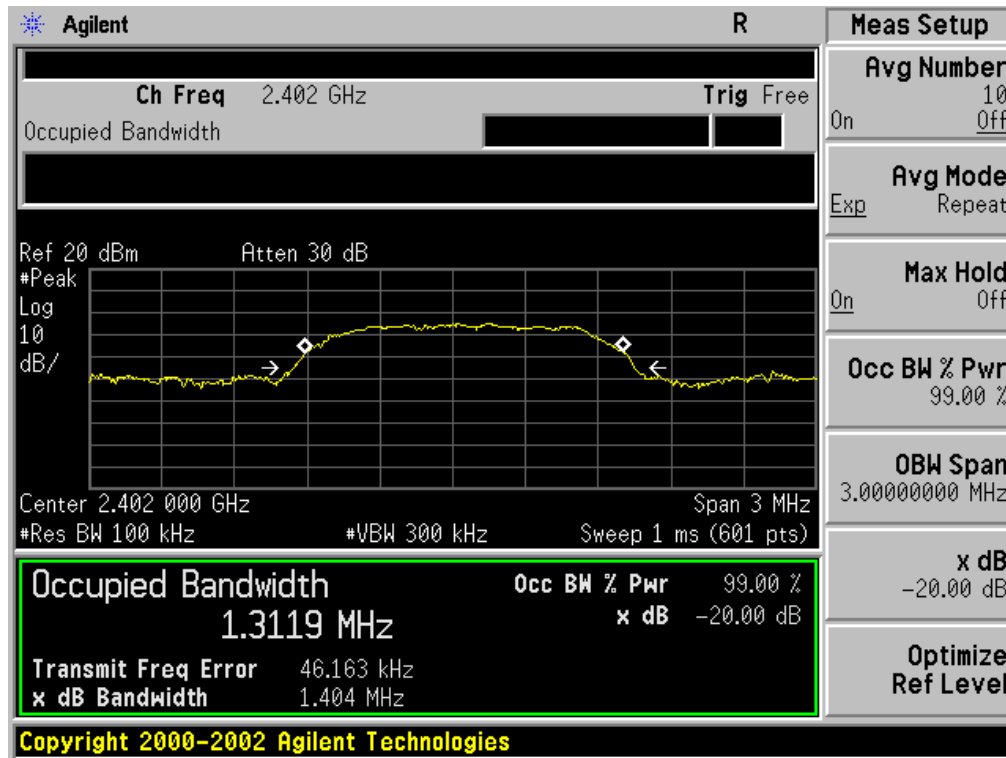 Agilent R
Ch Freq 2.402 GHz Trig Free
Occupied Bandwidth
Ref 20 dBm Atten 30 dB
#Peak
Log
10
dB/
Center 2.402 000 GHz Span 3 MHz
#Res BW 100 kHz #VBW 300 kHz Sweep 1 ms (601 pts)
Occupied Bandwidth Occ BW % Pwr 99.00 %
1.3119 MHz x dB -20.00 dB
Transmit Freq Error 46.163 kHz
x dB Bandwidth 1.404 MHz
Copyright 2000-2002 Agilent Technologies
Meas Setup
Avg Number
10
On Off
Avg Mode
Exp Repeat
Max Hold
On Off
Occ BW % Pwr
99.00 %
OBW Span
3.00000000 MHz
x dB
-20.00 dB
Optimize
Ref Level